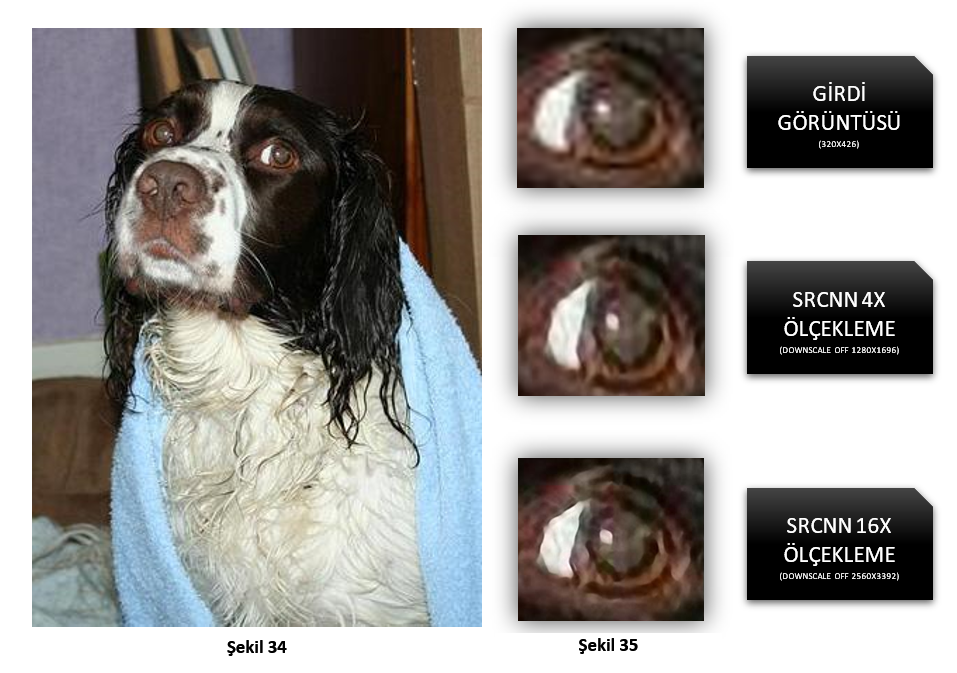 GİRDİ
GÖRÜNTÜSÜ
(320X426)
SRCNN 4X
ÖLÇEKLEME
(DOWNSCALE OFF 1280X1696)
SRCNN 16X
ÖLÇEKLEME
(DOWNSCALE OFF 2560X3392)
Şekil 34
Şekil 35